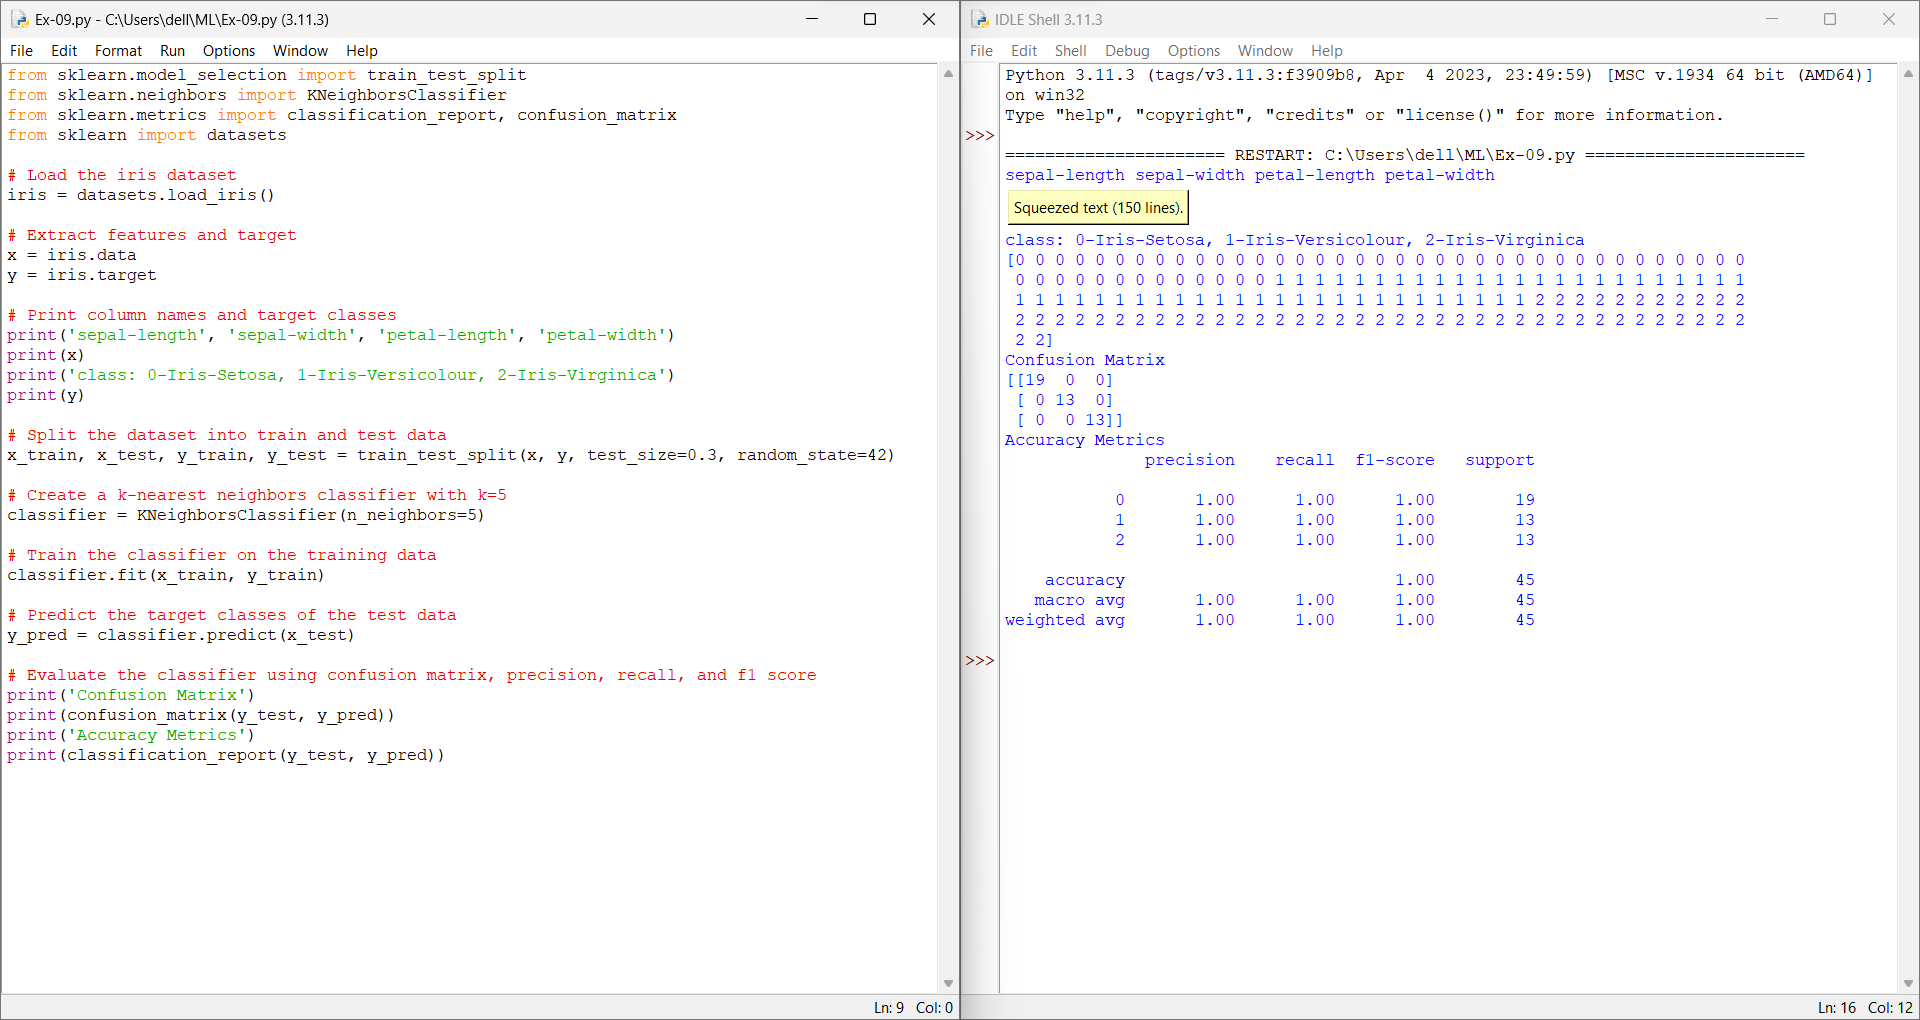 Ex-09.py - C:\Users\dell\ML\Ex-09.py (3.11.3)
File Edit Format Run Options Window Help
from sklearn.model_selection import train_test_split
from sklearn.neighbors import KNeighborsClassifier
from sklearn.metrics import classification_report, confusion_matrix
from sklearn import datasets

# Load the iris dataset
iris = datasets.load_iris()

# Extract features and target
x = iris.data
y = iris.target

# Print column names and target classes
print('sepal-length', 'sepal-width', 'petal-length', 'petal-width')
print(x)
print('class: 0-Iris-Setosa, 1-Iris-Versicolour, 2-Iris-Virginica')
print(y)

# Split the dataset into train and test data
x_train, x_test, y_train, y_test = train_test_split(x, y, test_size=0.3, random_state=42)

# Create a k-nearest neighbors classifier with k=5
classifier = KNeighborsClassifier(n_neighbors=5)

# Train the classifier on the training data
classifier.fit(x_train, y_train)

# Predict the target classes of the test data
y_pred = classifier.predict(x_test)

# Evaluate the classifier using confusion matrix, precision, recall, and f1 score
print('Confusion Matrix')
print(confusion_matrix(y_test, y_pred))
print('Accuracy Metrics')
print(classification_report(y_test, y_pred))
Ln: 9 Col: 0
IDLE Shell 3.11.3
File Edit Shell Debug Options Window Help
Python 3.11.3 (tags/v3.11.3:f3909b8, Apr  4 2023, 23:49:59) [MSC v.1934 64 bit (AMD64)]
on win32
Type "help", "copyright", "credits" or "license()" for more information.
>>>
====================== RESTART: C:\Users\dell\ML\Ex-09.py ======================
sepal-length sepal-width petal-length petal-width
Squeezed text (150 lines).
class: 0-Iris-Setosa, 1-Iris-Versicolour, 2-Iris-Virginica
[0 0 0 0 0 0 0 0 0 0 0 0 0 0 0 0 0 0 0 0 0 0 0 0 0 0 0 0 0 0 0 0 0 0 0 0 0
 0 0 0 0 0 0 0 0 0 0 0 0 0 1 1 1 1 1 1 1 1 1 1 1 1 1 1 1 1 1 1 1 1 1 1 1 1
 1 1 1 1 1 1 1 1 1 1 1 1 1 1 1 1 1 1 1 1 1 1 1 1 1 1 2 2 2 2 2 2 2 2 2 2 2
 2 2 2 2 2 2 2 2 2 2 2 2 2 2 2 2 2 2 2 2 2 2 2 2 2 2 2 2 2 2 2 2 2 2 2 2 2
 2 2]
Confusion Matrix
[[19  0  0]
 [ 0 13  0]
 [ 0  0 13]]
Accuracy Metrics
              precision    recall  f1-score   support

           0       1.00      1.00      1.00        19
           1       1.00      1.00      1.00        13
           2       1.00      1.00      1.00        13

    accuracy                           1.00        45
   macro avg       1.00      1.00      1.00        45
weighted avg       1.00      1.00      1.00        45

>>>
Ln: 16 Col: 12